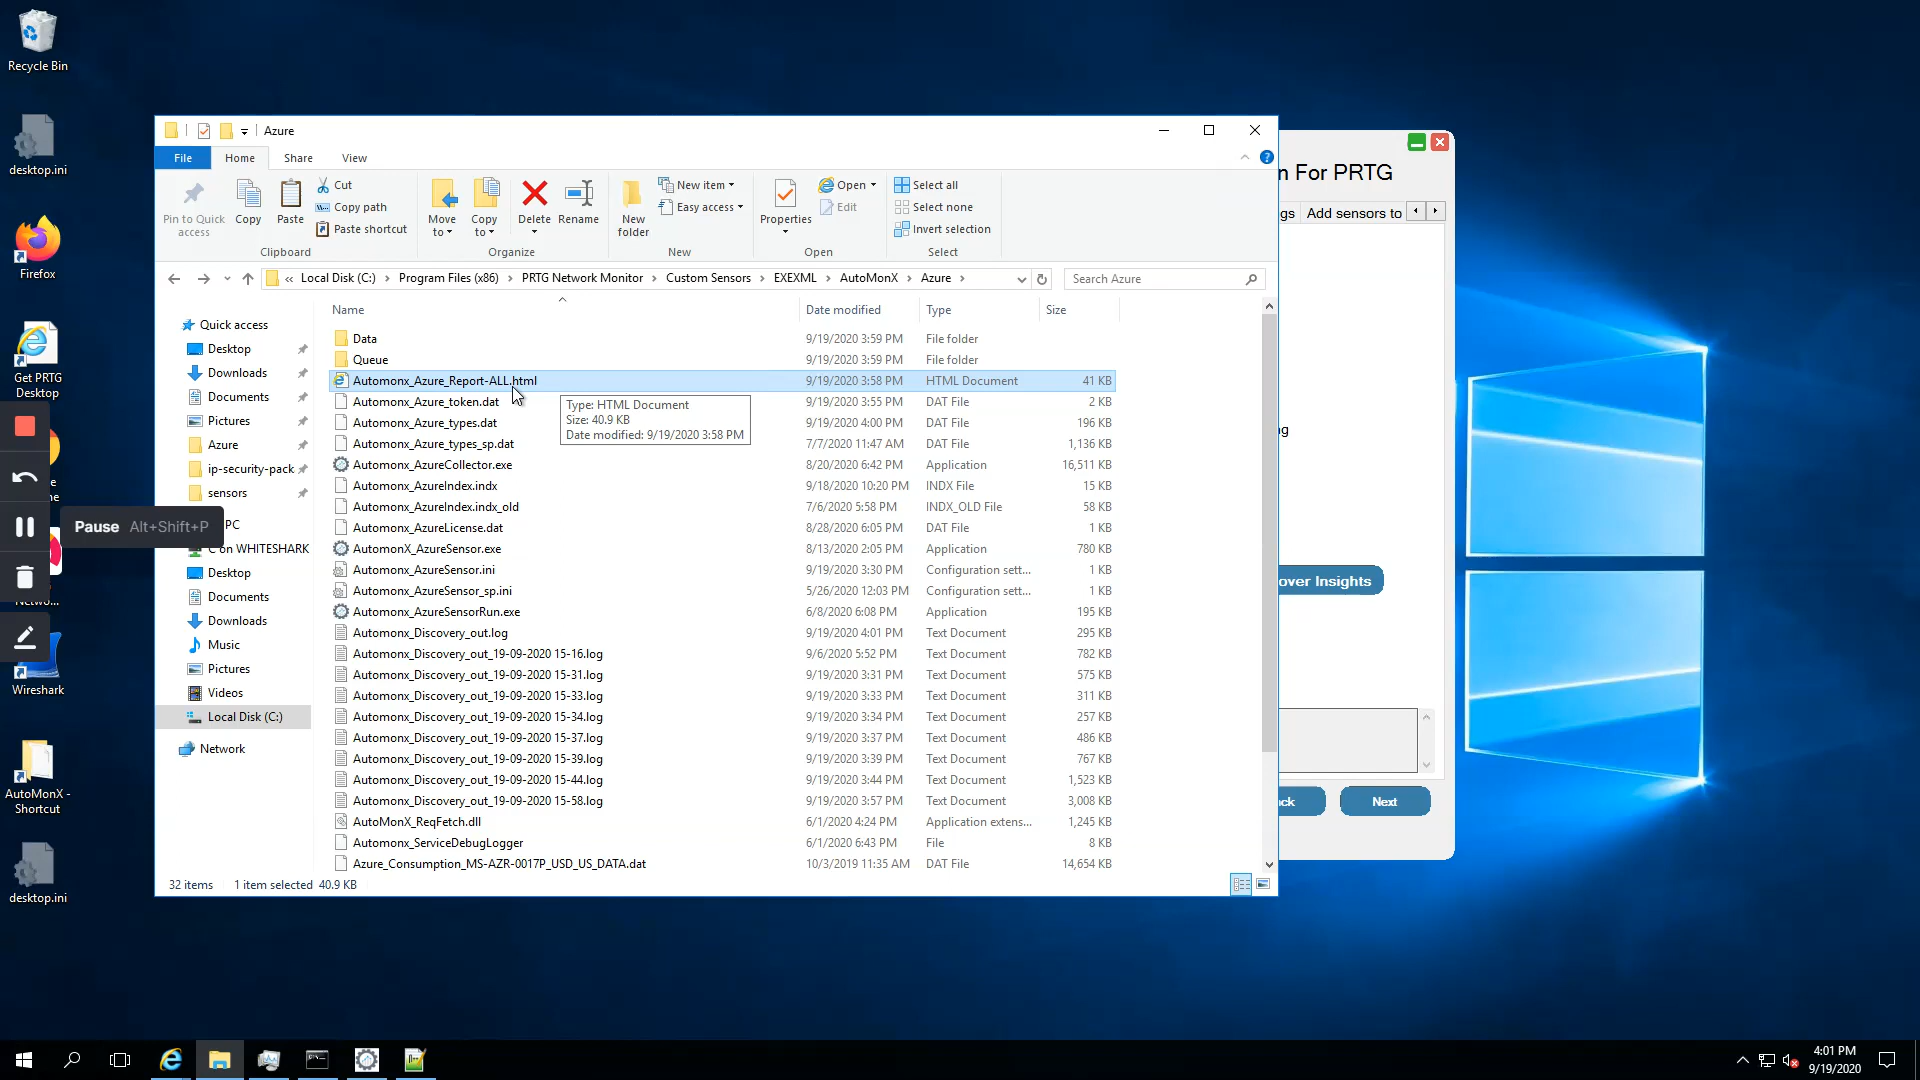 Recycle Bin
desktop.ini
Firefox
Get PRTG
Desktop
Pause Alt+Shift+P
Wireshark
AutoMonX -
Shortcut
desktop.ini
Azure
File Home Share View
Pin to Quick
access
Copy
Paste
Cut
Copy path
Paste shortcut
Clipboard
Move
to
Copy
to
Delete
Rename
Organize
New
folder
New item
Easy access
New
Properties
Open
Edit
Open
Select all
Select none
Invert selection
Select
« Local Disk (C:) › Program Files (x86) › PRTG Network Monitor › Custom Sensors › EXEXML › AutoMonX › Azure ›
Search Azure
Quick access
Desktop
Downloads
Documents
Pictures
Azure
ip-security-pack
sensors
PC
C on WHITESHARK
Desktop
Documents
Downloads
Music
Pictures
Videos
Local Disk (C:)
Network
Name Date modified Type Size
Data 9/19/2020 3:59 PM File folder
Queue 9/19/2020 3:59 PM File folder
Automonx_Azure_Report-ALL.html 9/19/2020 3:58 PM HTML Document 41 KB
Automonx_Azure_token.dat 9/19/2020 3:55 PM DAT File 2 KB
Automonx_Azure_types.dat 9/19/2020 4:00 PM DAT File 196 KB
Automonx_Azure_types_sp.dat 7/7/2020 11:47 AM DAT File 1,136 KB
Automonx_AzureCollector.exe 8/20/2020 6:42 PM Application 16,511 KB
Automonx_AzureIndex.indx 9/18/2020 10:20 PM INDX File 15 KB
Automonx_AzureIndex.indx_old 7/6/2020 5:58 PM INDX_OLD File 58 KB
Automonx_AzureLicense.dat 8/28/2020 6:05 PM DAT File 1 KB
AutomonX_AzureSensor.exe 8/13/2020 2:05 PM Application 780 KB
Automonx_AzureSensor.ini 9/19/2020 3:30 PM Configuration sett... 1 KB
Automonx_AzureSensor_sp.ini 5/26/2020 12:03 PM Configuration sett... 1 KB
Automonx_AzureSensorRun.exe 6/8/2020 6:08 PM Application 195 KB
Automonx_Discovery_out.log 9/19/2020 4:01 PM Text Document 295 KB
Automonx_Discovery_out_19-09-2020 15-16.log 9/6/2020 5:52 PM Text Document 782 KB
Automonx_Discovery_out_19-09-2020 15-31.log 9/19/2020 3:31 PM Text Document 575 KB
Automonx_Discovery_out_19-09-2020 15-33.log 9/19/2020 3:33 PM Text Document 311 KB
Automonx_Discovery_out_19-09-2020 15-34.log 9/19/2020 3:34 PM Text Document 257 KB
Automonx_Discovery_out_19-09-2020 15-37.log 9/19/2020 3:37 PM Text Document 486 KB
Automonx_Discovery_out_19-09-2020 15-39.log 9/19/2020 3:39 PM Text Document 767 KB
Automonx_Discovery_out_19-09-2020 15-44.log 9/19/2020 3:44 PM Text Document 1,523 KB
Automonx_Discovery_out_19-09-2020 15-58.log 9/19/2020 3:57 PM Text Document 3,008 KB
AutoMonX_ReqFetch.dll 6/1/2020 4:24 PM Application extens... 1,245 KB
Automonx_ServiceDebugLogger 6/1/2020 6:43 PM File 8 KB
Azure_Consumption_MS-AZR-0017P_USD_US_DATA.dat 10/3/2019 11:35 AM DAT File 14,654 KB
Type: HTML Document
Size: 40.9 KB
Date modified: 9/19/2020 3:58 PM
32 items 1 item selected 40.9 KB
n For PRTG
gs Add sensors to
ng
over Insights
ck
Next
4:01 PM
9/19/2020